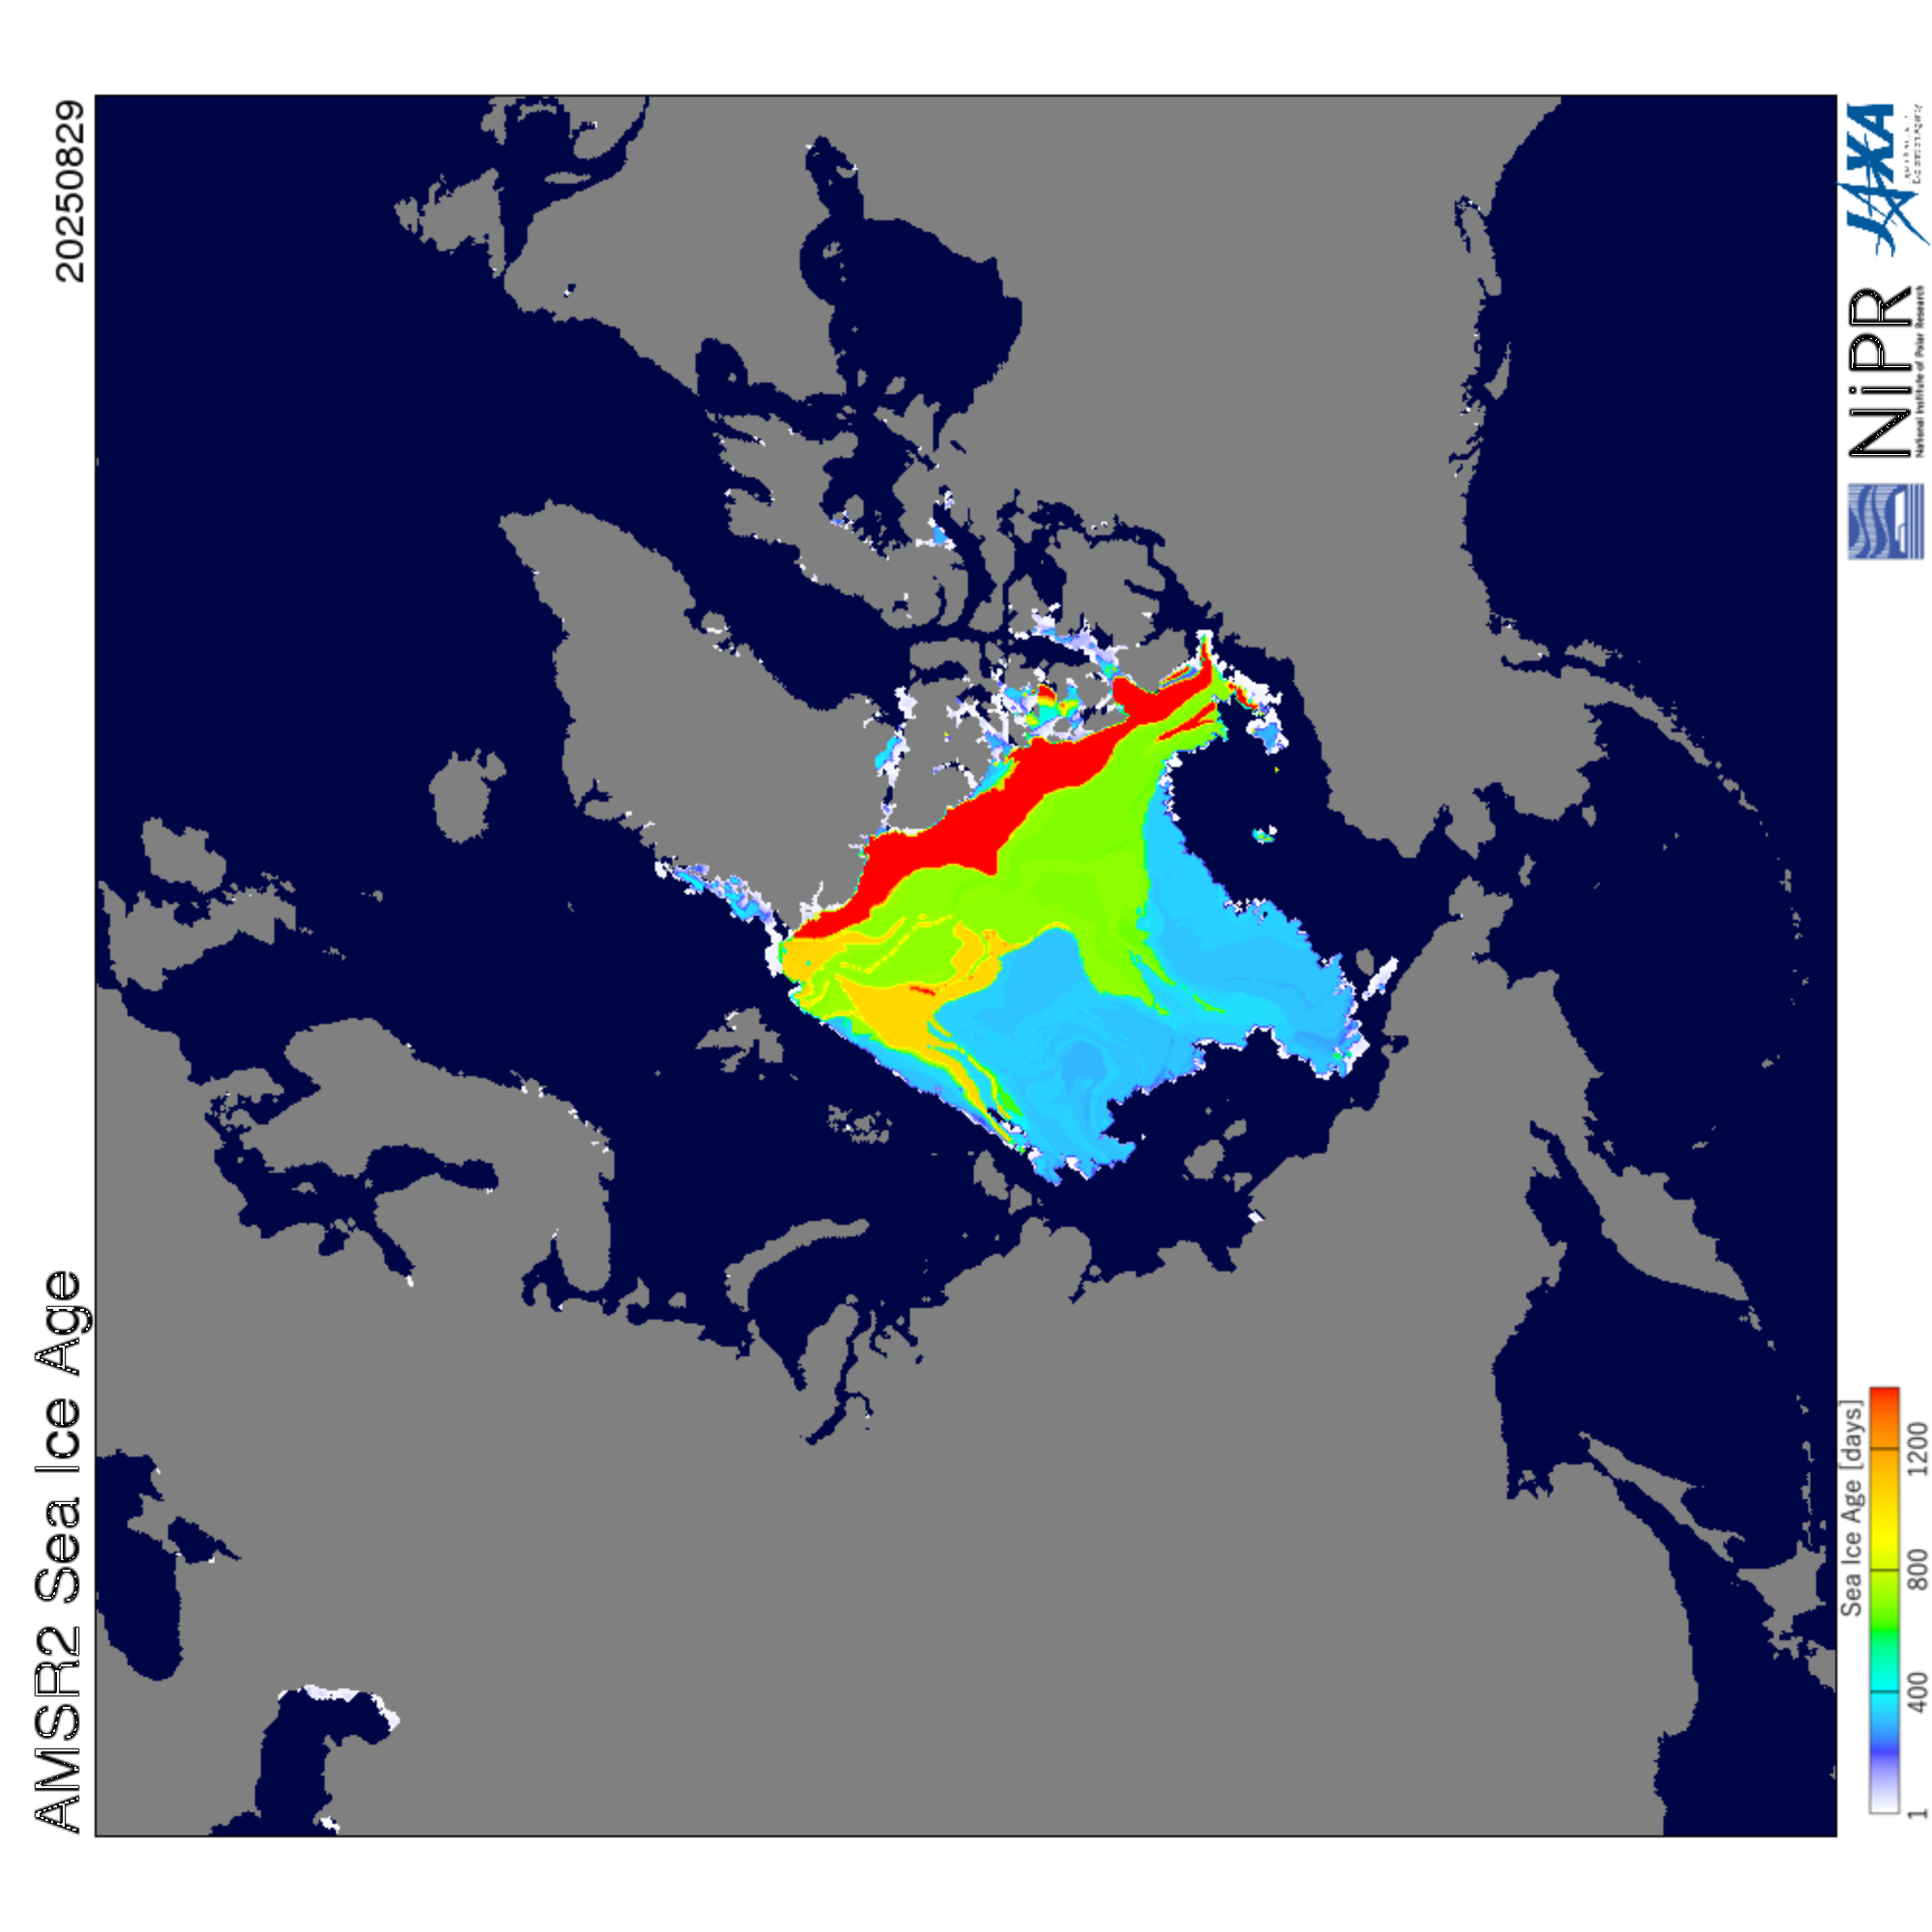 AMSR2 Sea Ice Age
20250829
Sea Ice Age [days]
1 400 800 1200
NiPR
National Institute of Polar Research
JAXA